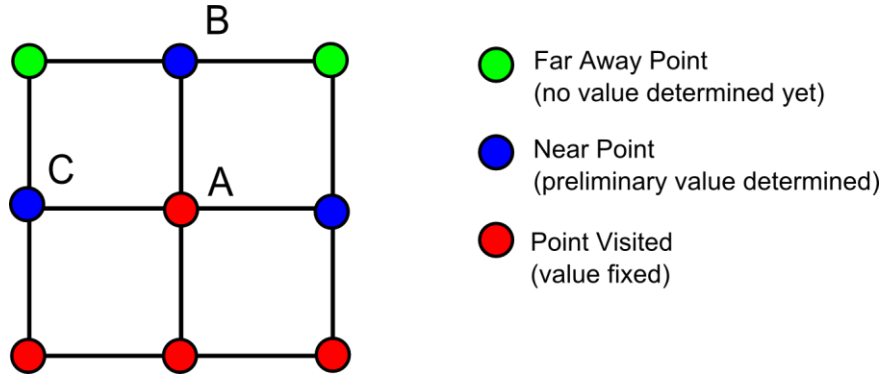 B
C
A
Far Away Point
(no value determined yet)
Near Point
(preliminary value determined)
Point Visited
(value fixed)